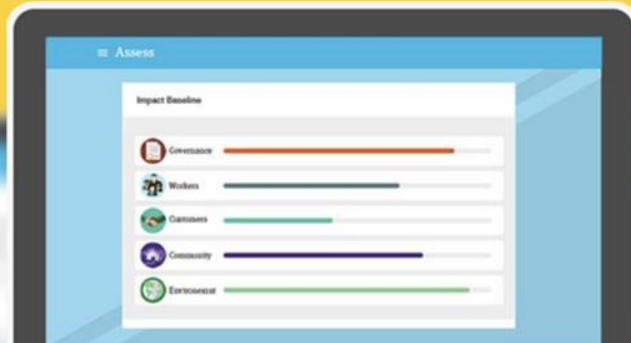 ≡ Assess
Impact Baseline
Governance
Workers
Customers
Community
Environment